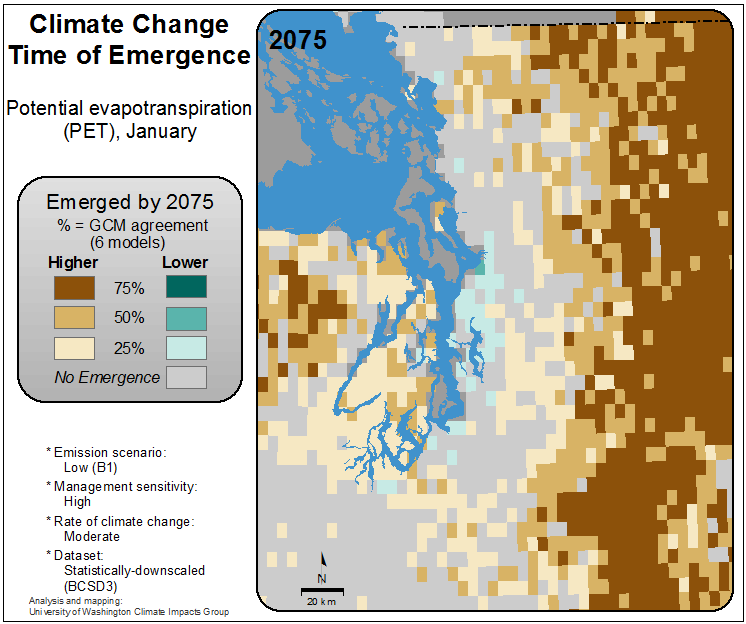 Climate Change
Time of Emergence
Potential evapotranspiration
(PET), January
Emerged by 2075
% = GCM agreement
(6 models)
Higher Lower
75%
50%
25%
No Emergence
* Emission scenario:
Low (B1)
* Management sensitivity:
High
* Rate of climate change:
Moderate
* Dataset:
Statistically-downscaled
(BCSD3)
Analysis and mapping:
University of Washington Climate Impacts Group
2075
N
20 km